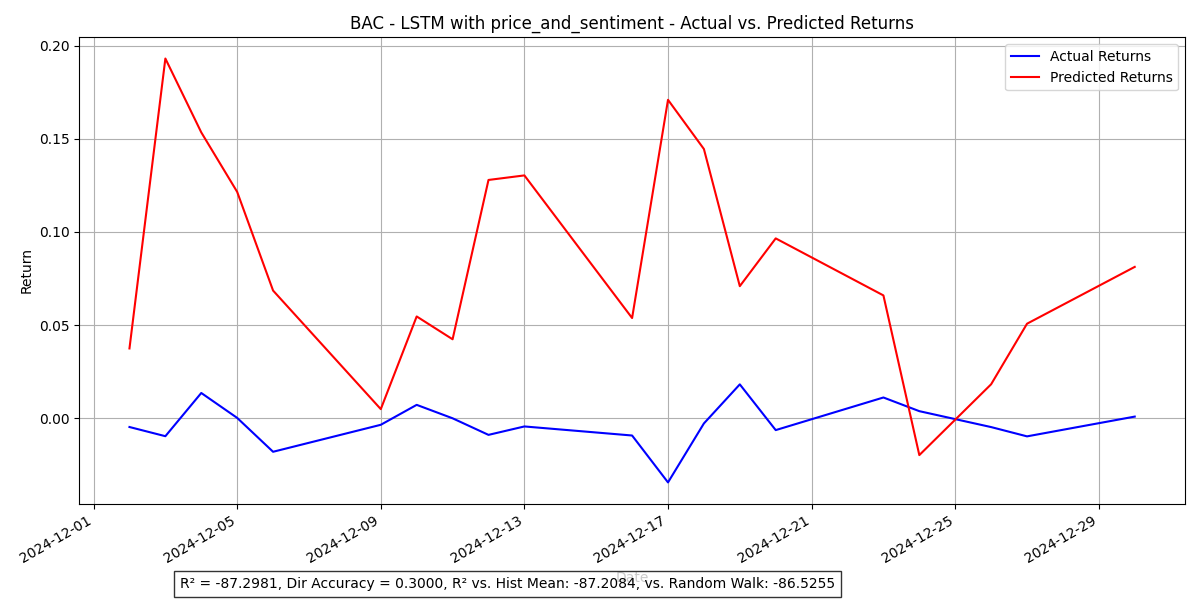 BAC - LSTM with price_and_sentiment - Actual vs. Predicted Returns
Actual Returns
Predicted Returns
Return
0.20
0.15
0.10
0.05
0.00
2024-12-01
2024-12-05
2024-12-09
2024-12-13
2024-12-17
2024-12-21
2024-12-25
2024-12-29
Date
R² = -87.2981, Dir Accuracy = 0.3000, R² vs. Hist Mean: -87.2084, vs. Random Walk: -86.5255